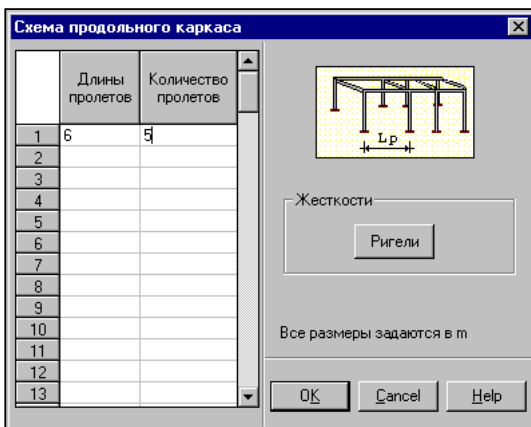 Схема продольного каркаса
Длины пролетов
Количество пролетов
1 6 5
2
3
4
5
6
7
8
9
10
11
12
13
Lp
Жесткости
Ригели
Все размеры задаются в m
OK Cancel Help